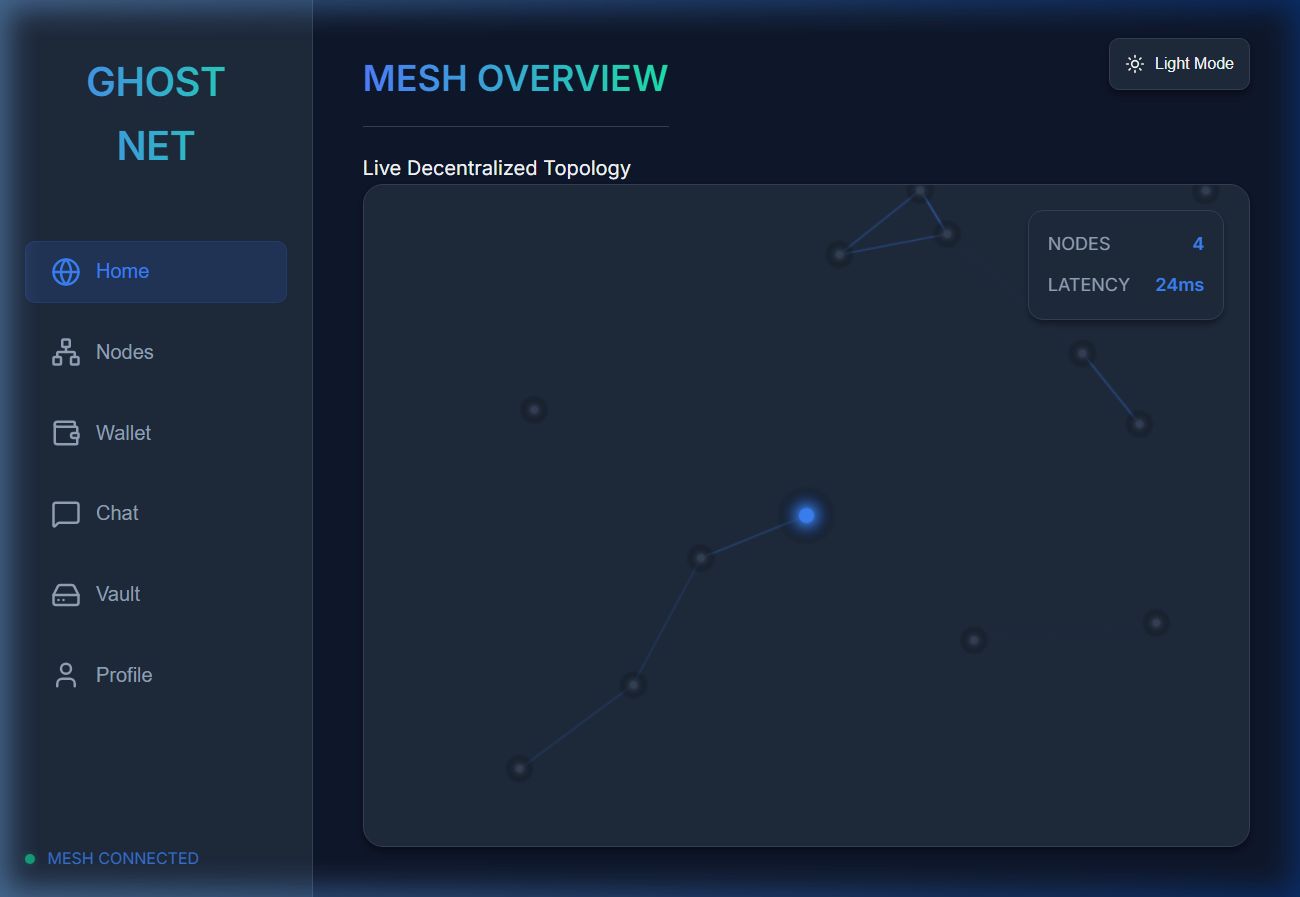 GHOST
NET
Home
Nodes
Wallet
Chat
Vault
Profile
MESH CONNECTED
MESH OVERVIEW
Light Mode
Live Decentralized Topology
NODES 4
LATENCY 24ms